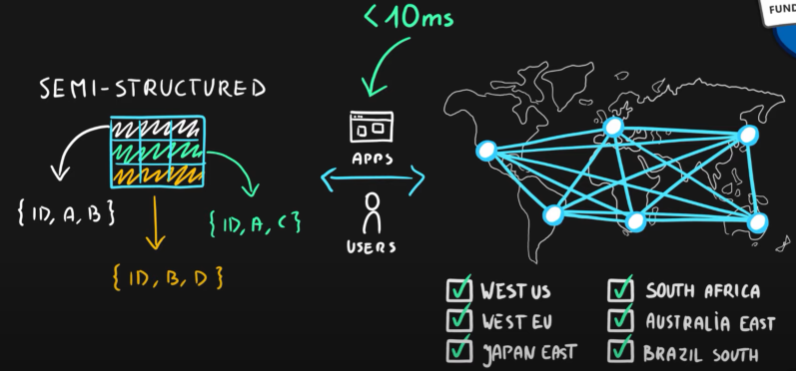 <10ms
FUND
SEMI-STRUCTURED
{ID, A, B}
{ID, A, C}
{ID, B, D}
APPS
USERS
WEST US
WEST EU
JAPAN EAST
SOUTH AFRICA
AUSTRALIA EAST
BRAZIL SOUTH